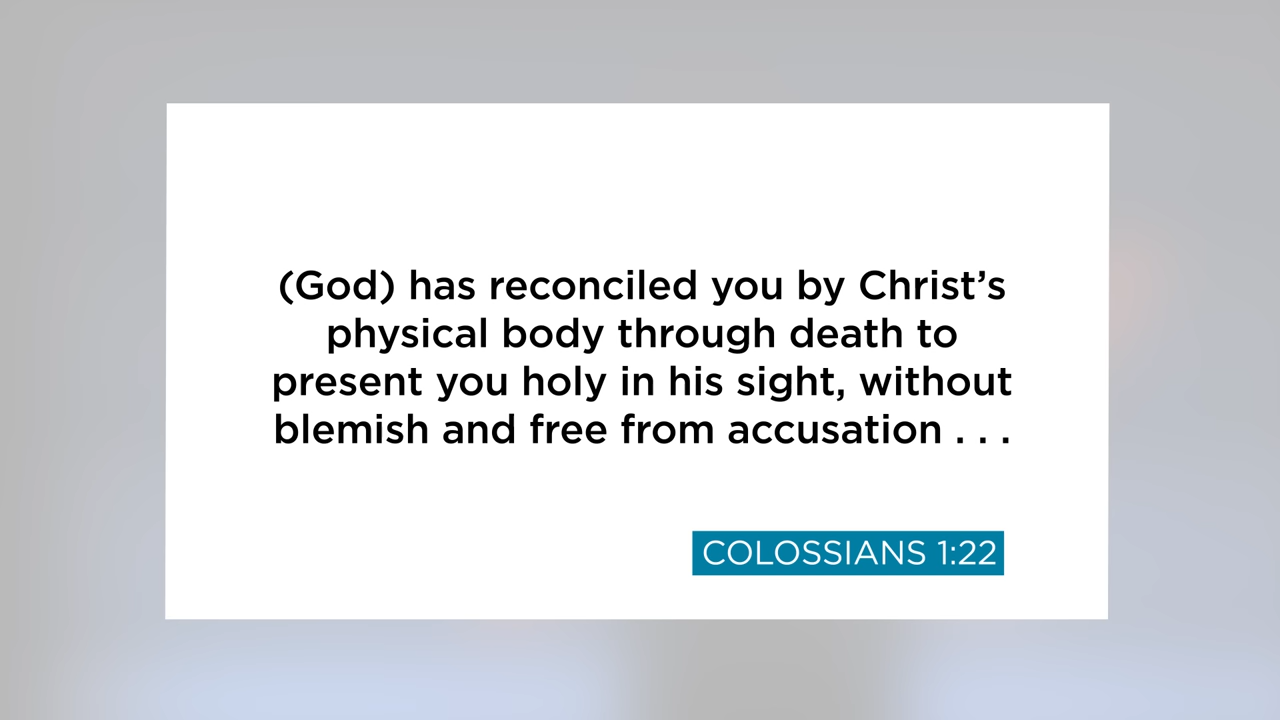 (God) has reconciled you by Christ’s
physical body through death to
present you holy in his sight, without
blemish and free from accusation . . .
COLOSSIANS 1:22